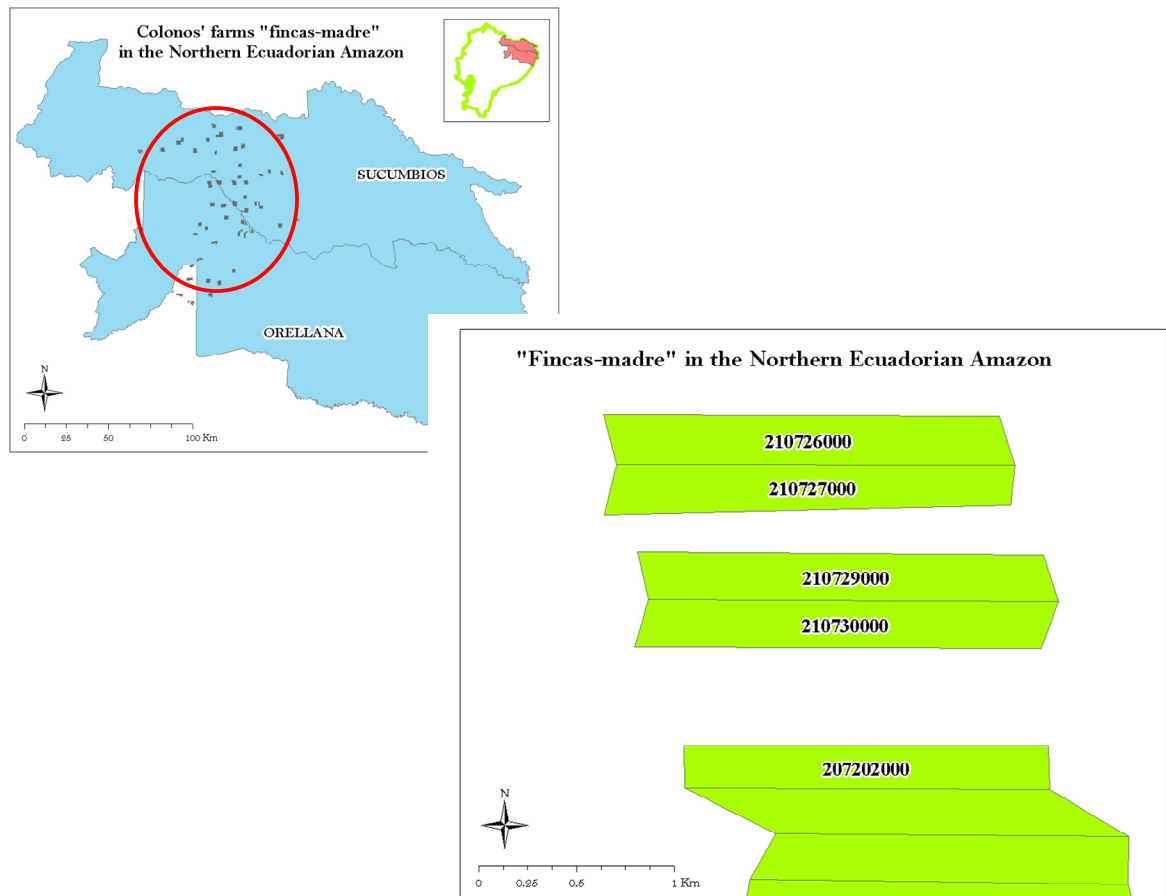 Colonos' farms "fincas-madre"
in the Northern Ecuadorian Amazon
SUCUMBIOS
ORELLANA
N
0 25 50 100 Km
"Fincas-madre" in the Northern Ecuadorian Amazon
210726000
210727000
210729000
210730000
207202000
N
0 0.25 0.5 1 Km